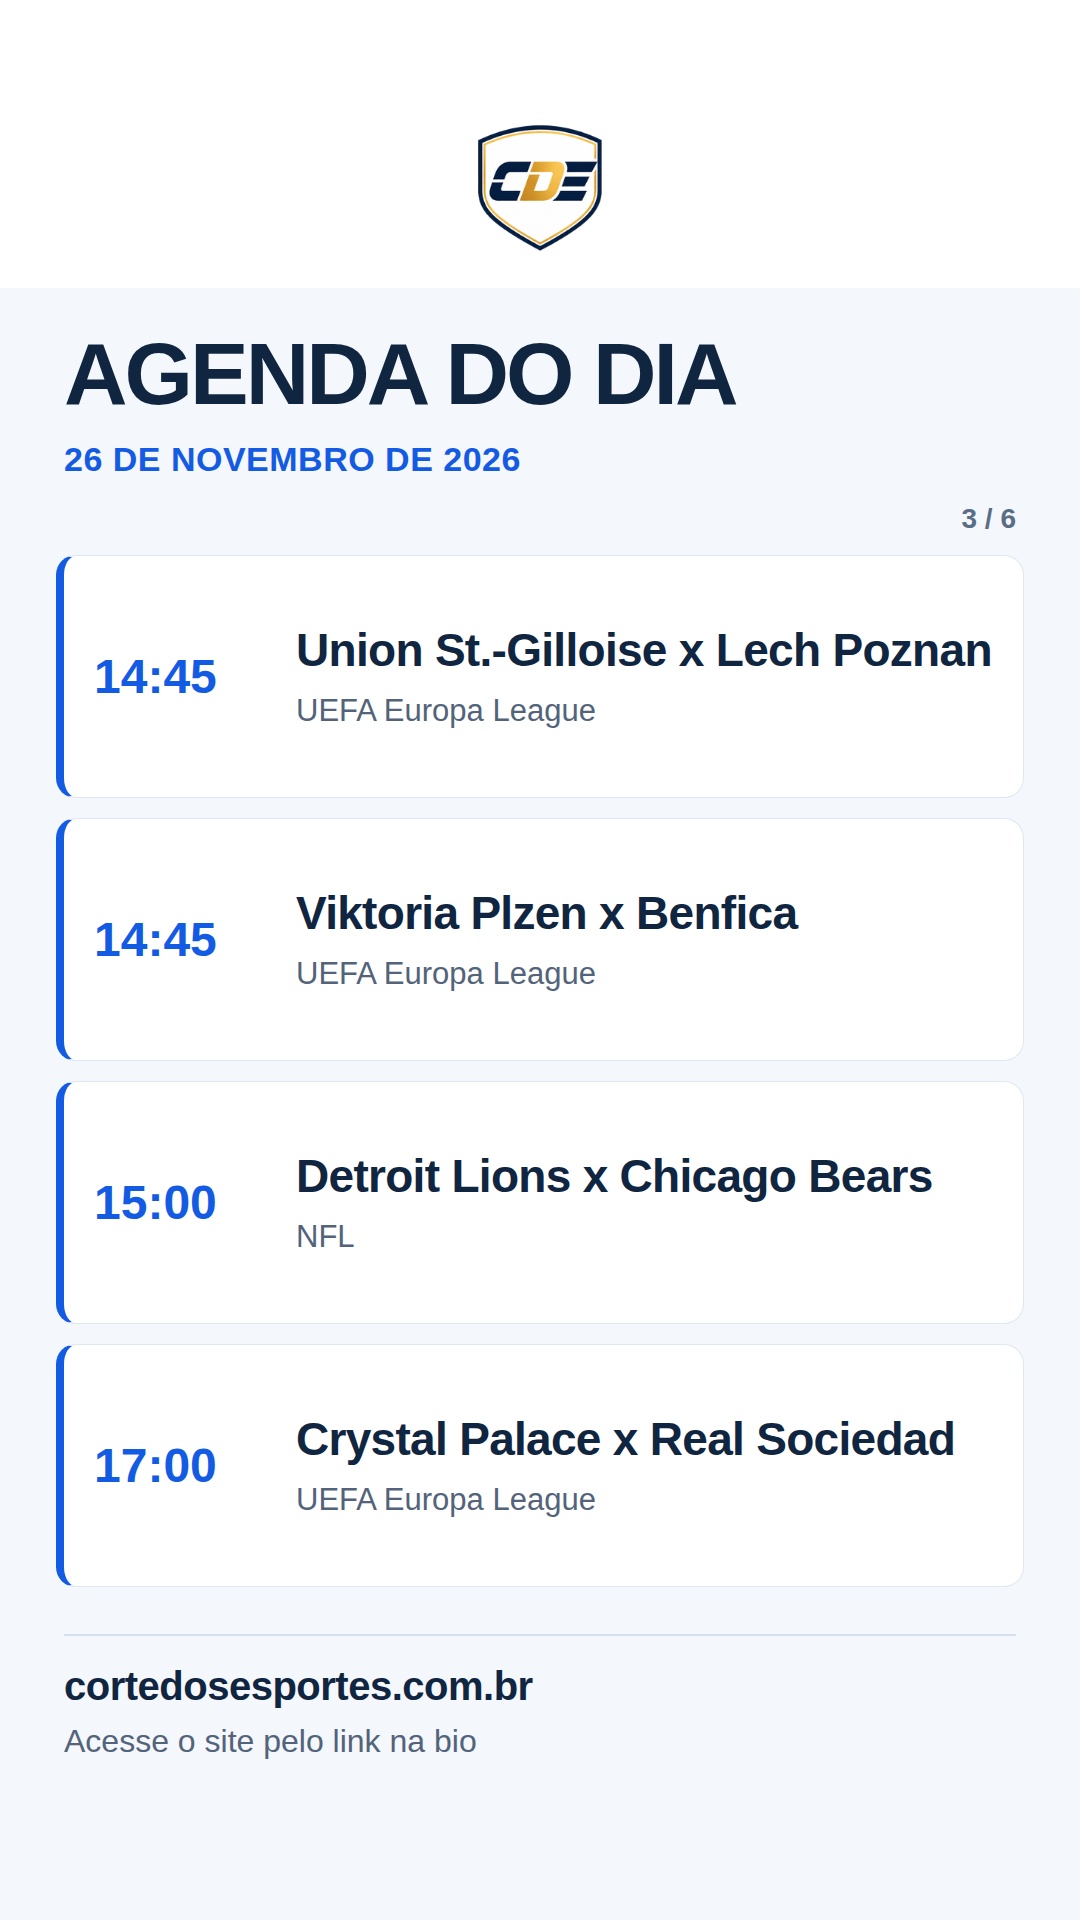 CDE
AGENDA DO DIA
26 DE NOVEMBRO DE 2026
3 / 6
14:45
Union St.-Gilloise x Lech Poznan
UEFA Europa League
14:45
Viktoria Plzen x Benfica
UEFA Europa League
15:00
Detroit Lions x Chicago Bears
NFL
17:00
Crystal Palace x Real Sociedad
UEFA Europa League
cortedosesportes.com.br
Acesse o site pelo link na bio